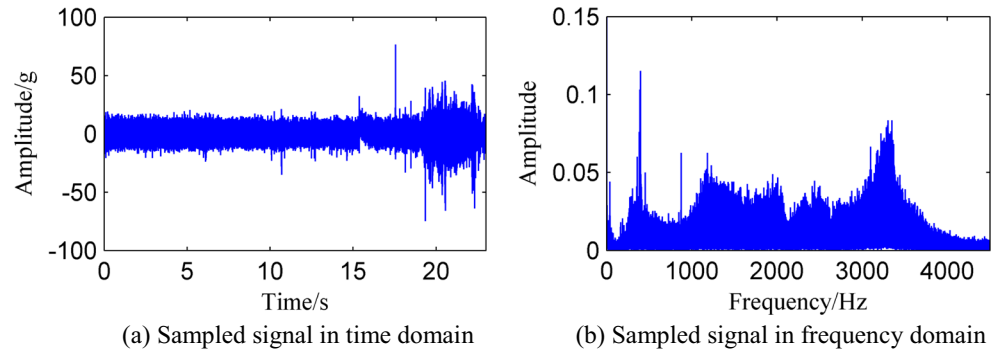 100
50
0
-50
-100
Amplitude/g
0 5 10 15 20
Time/s
(a) Sampled signal in time domain
0.15
0.1
0.05
0
Amplitude
0 1000 2000 3000 4000
Frequency/Hz
(b) Sampled signal in frequency domain